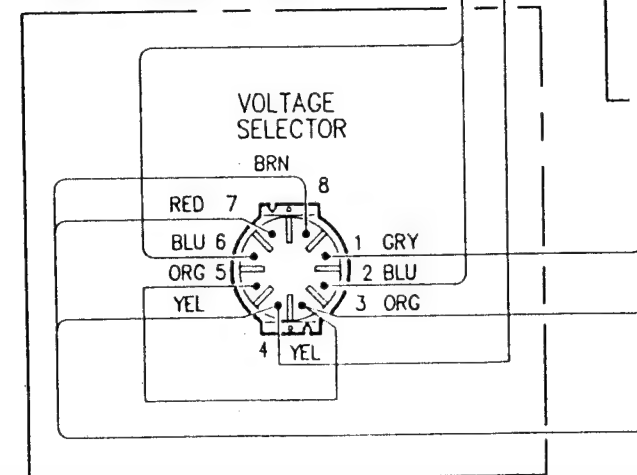 VOLTAGE
SELECTOR
BRN
8
RED 7
BLU 6
1 GRY
ORG 5
2 BLU
YEL
3 ORG
4 YEL